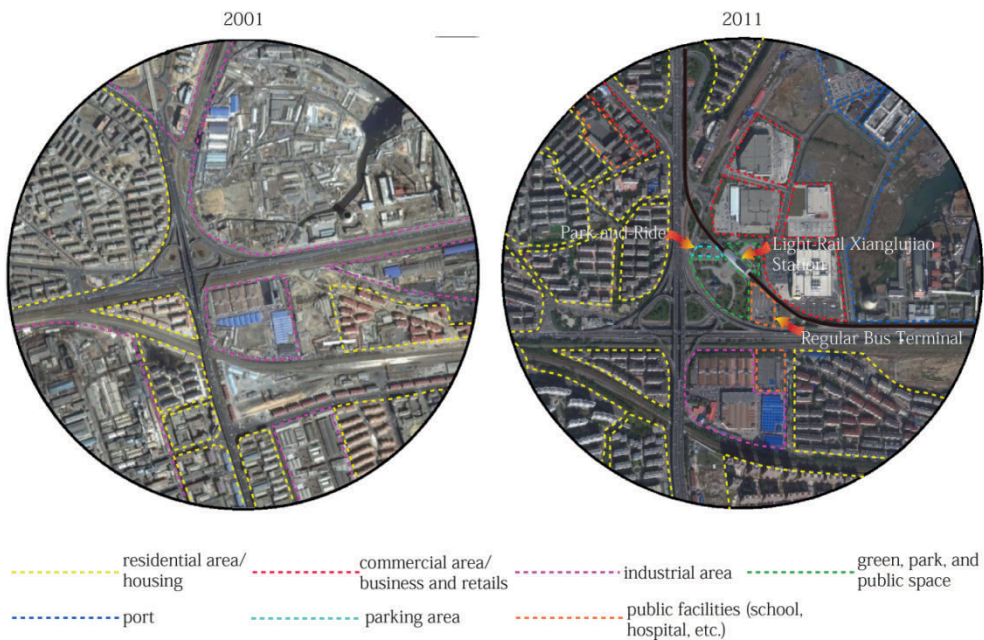 2001
2011
Park and Ride
Light Rail Xianglujiao
Station
Regular Bus Terminal
residential area/
housing
commercial area/
business and retails
industrial area
green, park, and
public space
port
parking area
public facilities (school,
hospital, etc.)